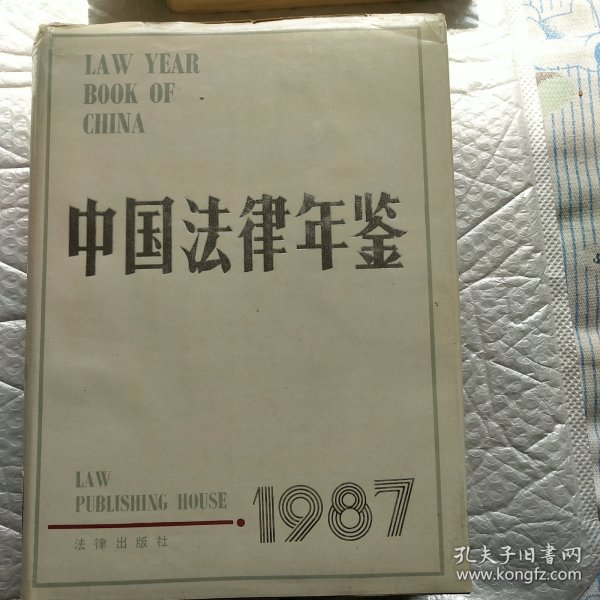 LAW YEAR
BOOK OF
CHINA
中国法律年鉴
LAW
PUBLISHING HOUSE
1987
法律出版社
孔夫子旧书网
www.kongfz.com